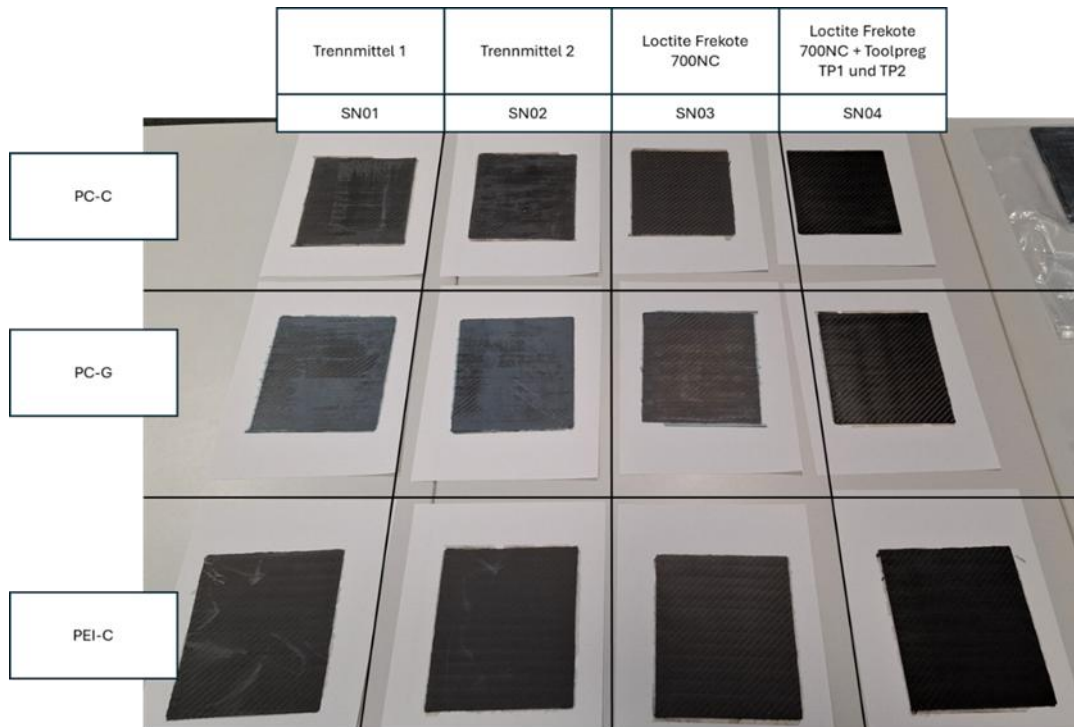 Trennmittel 1
Trennmittel 2
Loctite Frekote
700NC
Loctite Frekote
700NC + Toolpreg
TP1 und TP2
SN01
SN02
SN03
SN04
PC-C
PC-G
PEI-C